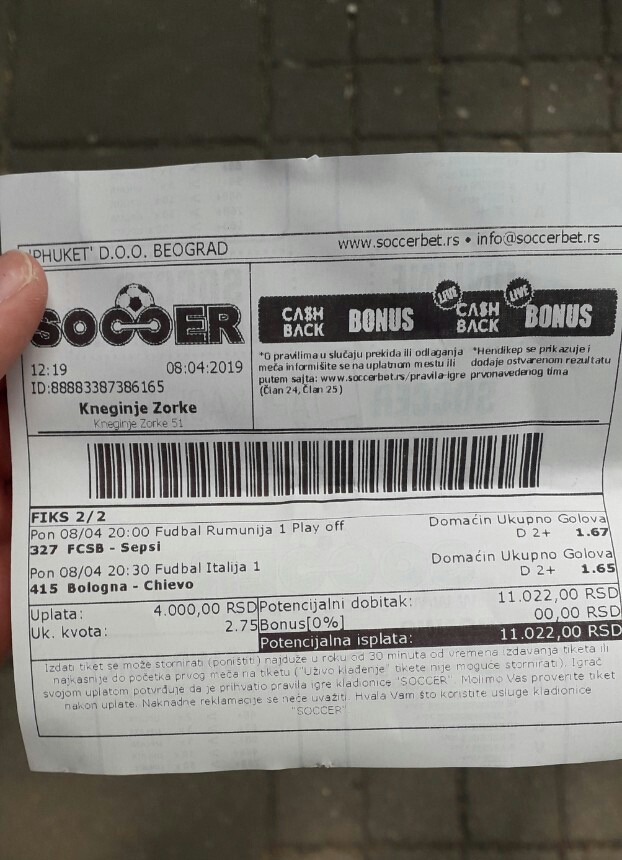 'PHUKET' D.O.O. BEOGRAD
www.soccerbet.rs • info@soccerbet.rs
SOCCER
12:19 08:04:2019
ID:88883387386165
Kneginje Zorke
Kneginje Zorke 51
CA$H BACK BONUS LIVE CA$H BACK LIVE BONUS
*O pravilima u slučaju prekida ili odlaganja
meča informišite se na uplatnom mestu ili
putem sajta: www.soccerbet.rs/pravila-igre
(Član 24, Član 25 )
*Hendikep se prikazuje i
dodaje ostvarenom rezultatu
prvonavedenog tima
FIKS 2/2
Pon 08/04 20:00 Fudbal Rumunija 1 Play off Domaćin Ukupno Golova
327 FCSB - Sepsi D 2+ 1.67
Pon 08/04 20:30 Fudbal Italija 1 Domaćin Ukupno Golova
415 Bologna - Chievo D 2+ 1.65
Uplata: 4.000,00 RSD
Uk. kvota: 2.75
Potencijalni dobitak: 11.022,00 RSD
Bonus[0%] 00,00 RSD
Potencijalna isplata: 11.022,00 RSD
Izdati tiket se može stornirati (poništiti) najduže u roku od 30 minuta od vremena izdavanja tiketa ili
najkasnije do početka prvog meča na tiketu ("Uživo klađenje" tikete nije moguće stornirati). Igrač
svojom uplatom potvrđuje da je prihvatio pravila igre kladionice "SOCCER". Molimo Vas proverite tiket
nakon uplate. Naknadne reklamacije se neće uvažiti. Hvala Vam što koristite usluge kladionice
"SOCCER"